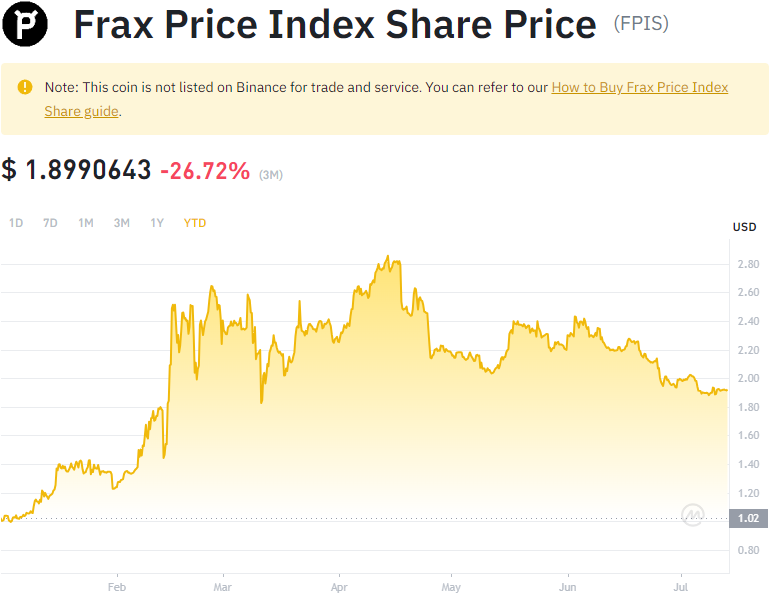 Frax Price Index Share Price (FPIS)
Note: This coin is not listed on Binance for trade and service. You can refer to our How to Buy Frax Price Index
Share guide.
$ 1.8990643 -26.72% (3M)
1D 7D 1M 3M 1Y YTD
USD
2.80
2.60
2.40
2.20
2.00
1.80
1.60
1.40
1.20
1.02
0.80
Feb Mar Apr May Jun Jul